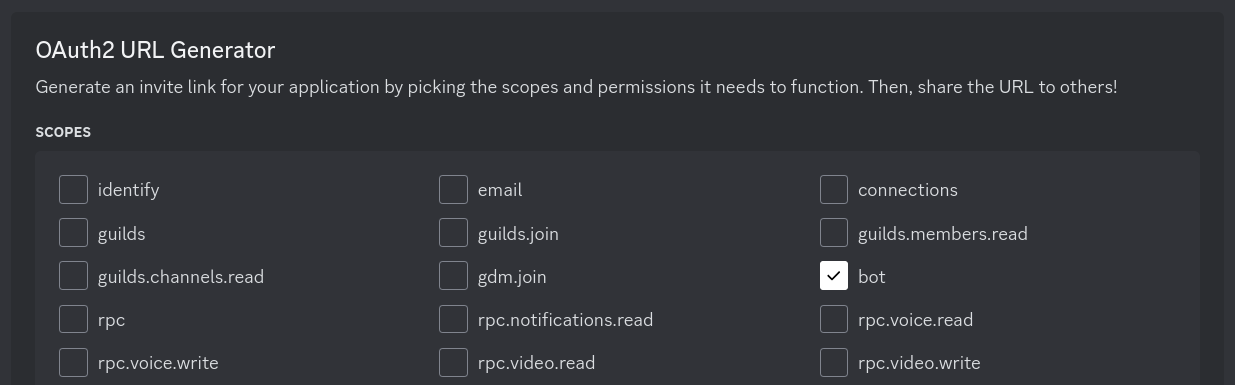 OAuth2 URL Generator
Generate an invite link for your application by picking the scopes and permissions it needs to function. Then, share the URL to others!
SCOPES
identify email connections
guilds guilds.join guilds.members.read
guilds.channels.read gdm.join bot
rpc rpc.notifications.read rpc.voice.read
rpc.voice.write rpc.video.read rpc.video.write